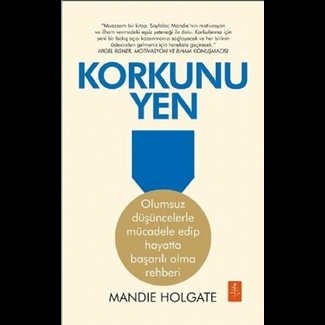 "Muazzam bir kitap. Sayfalar, Mandie'nin motivasyon
ve ilham vermedeki eşsiz yeteneği ile dolu. Korkularınız için
yeni bir bakış açısı kazanmanızı sağlayacak ve her birinin
üstesinden gelmeniz için harekete geçirecek."
NIGEL RISNER, MOTİVASYON VE İLHAM KONUŞMACISI
KORKUNU
YEN
Olumsuz
düşüncelerle
mücadele edip
hayatta
başarılı olma
rehberi
MANDIE HOLGATE